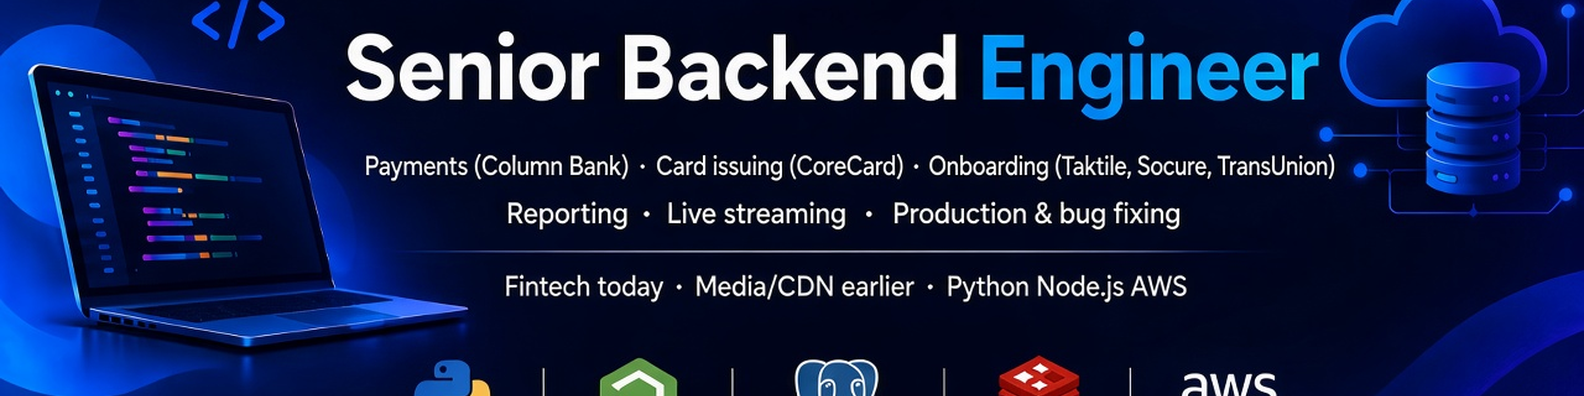 </>
Senior Backend Engineer
Payments (Column Bank) · Card issuing (CoreCard) · Onboarding (Taktile, Socure, TransUnion)
Reporting · Live streaming · Production & bug fixing
Fintech today · Media/CDN earlier · Python Node.js AWS
aws